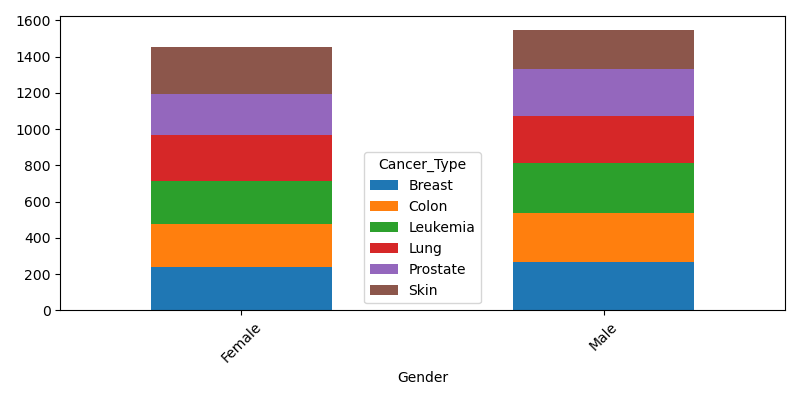 1600
1400
1200
1000
800
600
400
200
0
Cancer_Type
Breast
Colon
Leukemia
Lung
Prostate
Skin
Female
Male
Gender